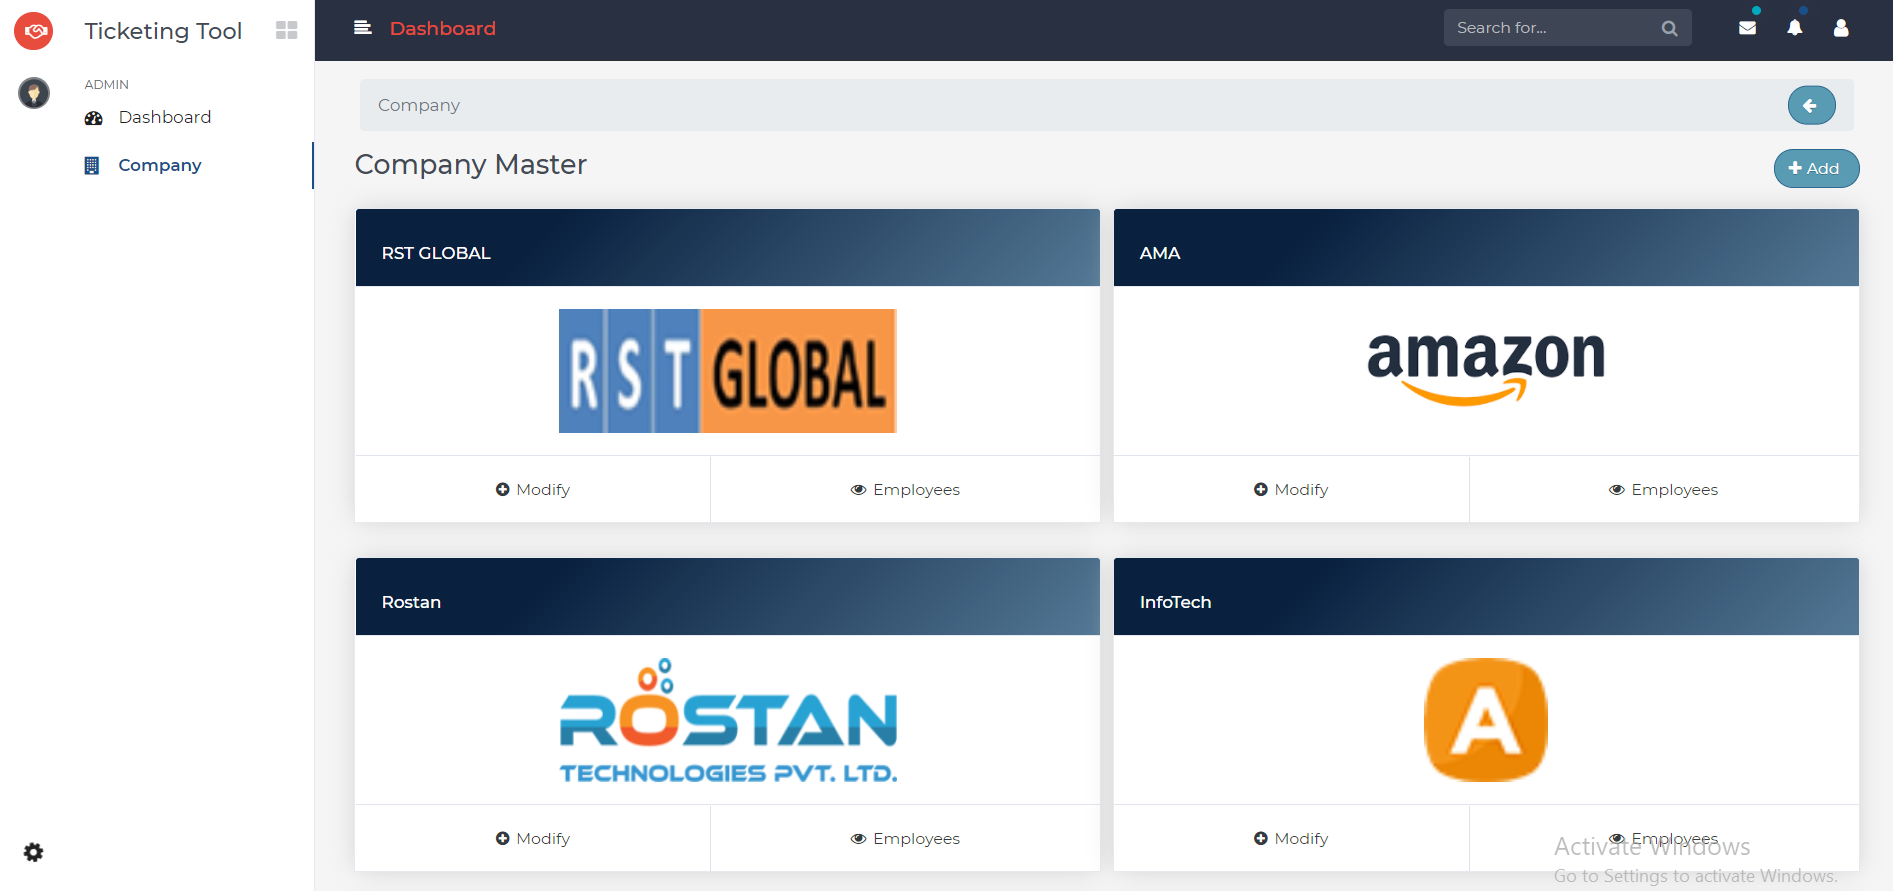 Ticketing Tool
Dashboard
Search for...
ADMIN
Dashboard
Company
Company
Company Master
Add
RST GLOBAL
AMA
R S T GLOBAL
amazon
Modify
Employees
Modify
Employees
Rostan
InfoTech
ROSTAN
TECHNOLOGIES PVT. LTD.
A
Modify
Employees
Modify
Employees
Activate Windows
Go to Settings to activate Windows.